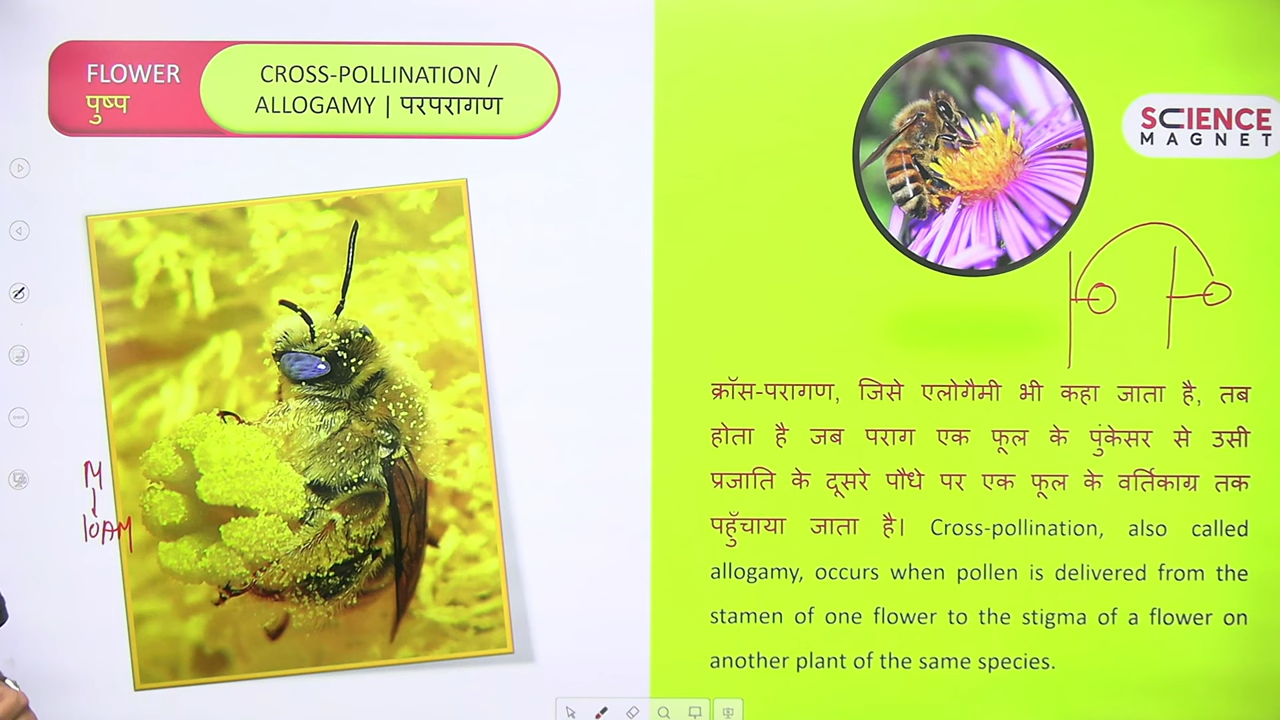 FLOWER
पुष्प
CROSS-POLLINATION /
ALLOGAMY | परपरागण
SCIENCE
MAGNET
M
10AM
क्रॉस-परागण, जिसे एलोगैमी भी कहा जाता है, तब
होता है जब पराग एक फूल के पुंकेसर से उसी
प्रजाति के दूसरे पौधे पर एक फूल के वर्तिकाग्र तक
पहुँचाया जाता है। Cross-pollination, also called
allogamy, occurs when pollen is delivered from the
stamen of one flower to the stigma of a flower on
another plant of the same species.